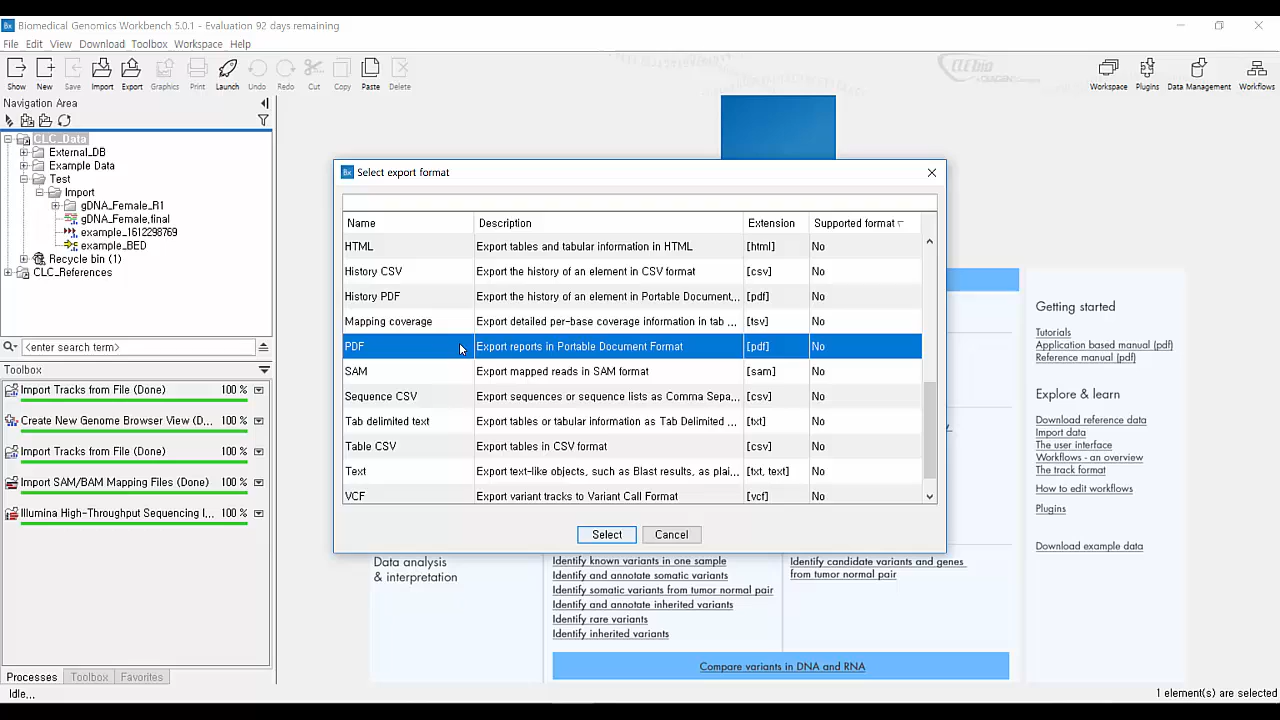 Bx Biomedical Genomics Workbench 5.0.1 - Evaluation 92 days remaining
File Edit View Download Toolbox Workspace Help
Show New Save Import Export Graphics Print Launch Undo Redo Cut Copy Paste Delete Workspace Plugins Data Management Workflows
CLC bio
Navigation Area
CLC_Data
External_DB
Example Data
Test
Import
gDNA_Female_R1
gDNA_Female,final
example_1612298769
example_BED
Recycle bin (1)
CLC_References
<enter search term>
Toolbox
Import Tracks from File (Done) 100 %
Create New Genome Browser View (D... 100 %
Import Tracks from File (Done) 100 %
Import SAM/BAM Mapping Files (Done) 100 %
Illumina High-Throughput Sequencing I... 100 %
Processes Toolbox Favorites
Idle...
1 element(s) are selected
Bx Select export format
Name Description Extension Supported format
HTML Export tables and tabular information in HTML [html] No
History CSV Export the history of an element in CSV format [csv] No
History PDF Export the history of an element in Portable Document... [pdf] No
Mapping coverage Export detailed per-base coverage information in tab ... [tsv] No
PDF Export reports in Portable Document Format [pdf] No
SAM Export mapped reads in SAM format [sam] No
Sequence CSV Export sequences or sequence lists as Comma Sepa... [csv] No
Tab delimited text Export tables or tabular information as Tab Delimited ... [txt] No
Table CSV Export tables in CSV format [csv] No
Text Export text-like objects, such as Blast results, as plai... [txt, text] No
VCF Export variant tracks to Variant Call Format [vcf] No
Select Cancel
Data analysis
& interpretation
Identify known variants in one sample
Identify and annotate somatic variants
Identify somatic variants from tumor normal pair
Identify and annotate inherited variants
Identify rare variants
Identify inherited variants
Identify candidate variants and genes
from tumor normal pair
Compare variants in DNA and RNA
Getting started
Tutorials
Application based manual (pdf)
Reference manual (pdf)
Explore & learn
Download reference data
Import data
The user interface
Workflows - an overview
The track format
How to edit workflows
Plugins
Download example data